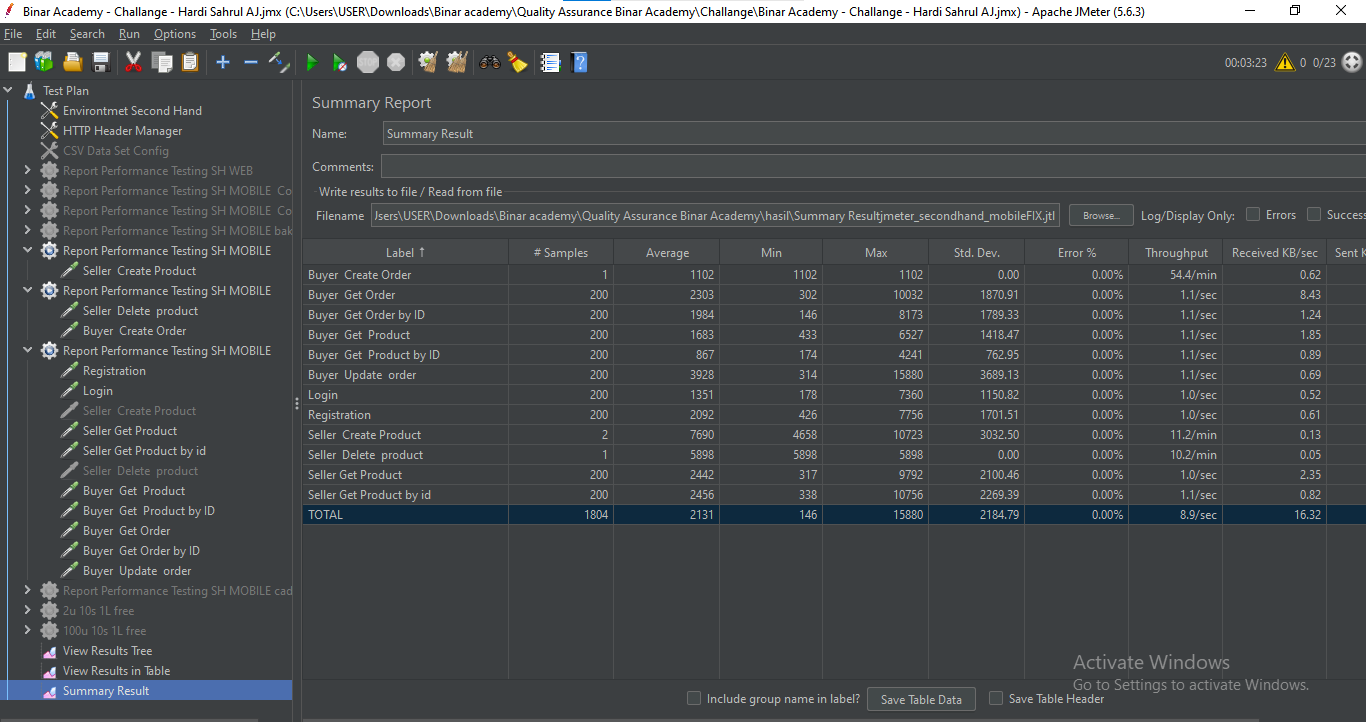 Binar Academy - Challange - Hardi Sahrul AJ.jmx (C:\Users\USER\Downloads\Binar academy\Quality Assurance Binar Academy\Challange\Binar Academy - Challange - Hardi Sahrul AJ.jmx) - Apache JMeter (5.6.3)
File Edit Search Run Options Tools Help
STOP 00:03:23 0 0/23
Test Plan
Environtmet Second Hand
HTTP Header Manager
CSV Data Set Config
Report Performance Testing SH WEB
Report Performance Testing SH MOBILE Co
Report Performance Testing SH MOBILE Co
Report Performance Testing SH MOBILE bak
Report Performance Testing SH MOBILE
Seller Create Product
Report Performance Testing SH MOBILE
Seller Delete product
Buyer Create Order
Report Performance Testing SH MOBILE
Registration
Login
Seller Create Product
Seller Get Product
Seller Get Product by id
Seller Delete product
Buyer Get Product
Buyer Get Product by ID
Buyer Get Order
Buyer Get Order by ID
Buyer Update order
Report Performance Testing SH MOBILE cad
2u 10s 1L free
100u 10s 1L free
View Results Tree
View Results in Table
Summary Result
Summary Report
Name: Summary Result
Comments:
Write results to file / Read from file
Filename Jsers\USER\Downloads\Binar academy\Quality Assurance Binar Academy\hasil\Summary Resultjmeter_secondhand_mobileFIX.jtl Browse... Log/Display Only: Errors Success
Label ↑ # Samples Average Min Max Std. Dev. Error % Throughput Received KB/sec Sent K
Buyer Create Order 1 1102 1102 1102 0.00 0.00% 54.4/min 0.62
Buyer Get Order 200 2303 302 10032 1870.91 0.00% 1.1/sec 8.43
Buyer Get Order by ID 200 1984 146 8173 1789.33 0.00% 1.1/sec 1.24
Buyer Get Product 200 1683 433 6527 1418.47 0.00% 1.1/sec 1.85
Buyer Get Product by ID 200 867 174 4241 762.95 0.00% 1.1/sec 0.89
Buyer Update order 200 3928 314 15880 3689.13 0.00% 1.1/sec 0.69
Login 200 1351 178 7360 1150.82 0.00% 1.0/sec 0.52
Registration 200 2092 426 7756 1701.51 0.00% 1.0/sec 0.61
Seller Create Product 2 7690 4658 10723 3032.50 0.00% 11.2/min 0.13
Seller Delete product 1 5898 5898 5898 0.00 0.00% 10.2/min 0.05
Seller Get Product 200 2442 317 9792 2100.46 0.00% 1.0/sec 2.35
Seller Get Product by id 200 2456 338 10756 2269.39 0.00% 1.1/sec 0.82
TOTAL 1804 2131 146 15880 2184.79 0.00% 8.9/sec 16.32
Activate Windows
Go to Settings to activate Windows.
Include group name in label? Save Table Data Save Table Header